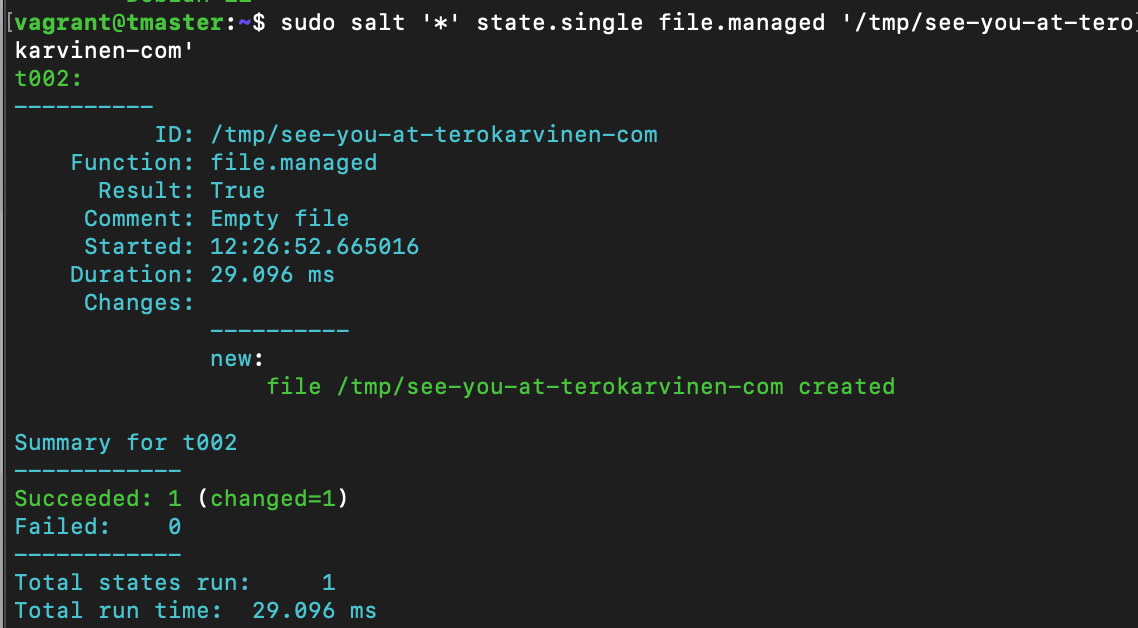 [vagrant@tmaster:~$ sudo salt '*' state.single file.managed '/tmp/see-you-at-tero]
karvinen-com'
t002:
----------
          ID: /tmp/see-you-at-terokarvinen-com
    Function: file.managed
      Result: True
     Comment: Empty file
     Started: 12:26:52.665016
    Duration: 29.096 ms
     Changes:
              ----------
              new:
                  file /tmp/see-you-at-terokarvinen-com created

Summary for t002
------------
Succeeded: 1 (changed=1)
Failed:    0
------------
Total states run:     1
Total run time:  29.096 ms